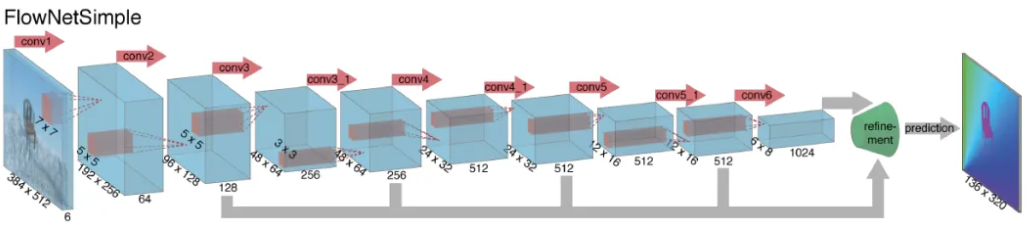 FlowNetSimple
conv1
conv2
conv3
conv3_1
conv4
conv4_1
conv5
conv5_1
conv6
7 x 7
5 x 5
5 x 5
3 x 3
384 x 512
192 x 256
96 x 128
48 x 64
48 x 64
24 x 32
24 x 32
12 x 16
12 x 16
6 x 8
6
64
128
256
256
512
512
512
512
1024
refine-
ment
prediction
136 x 320